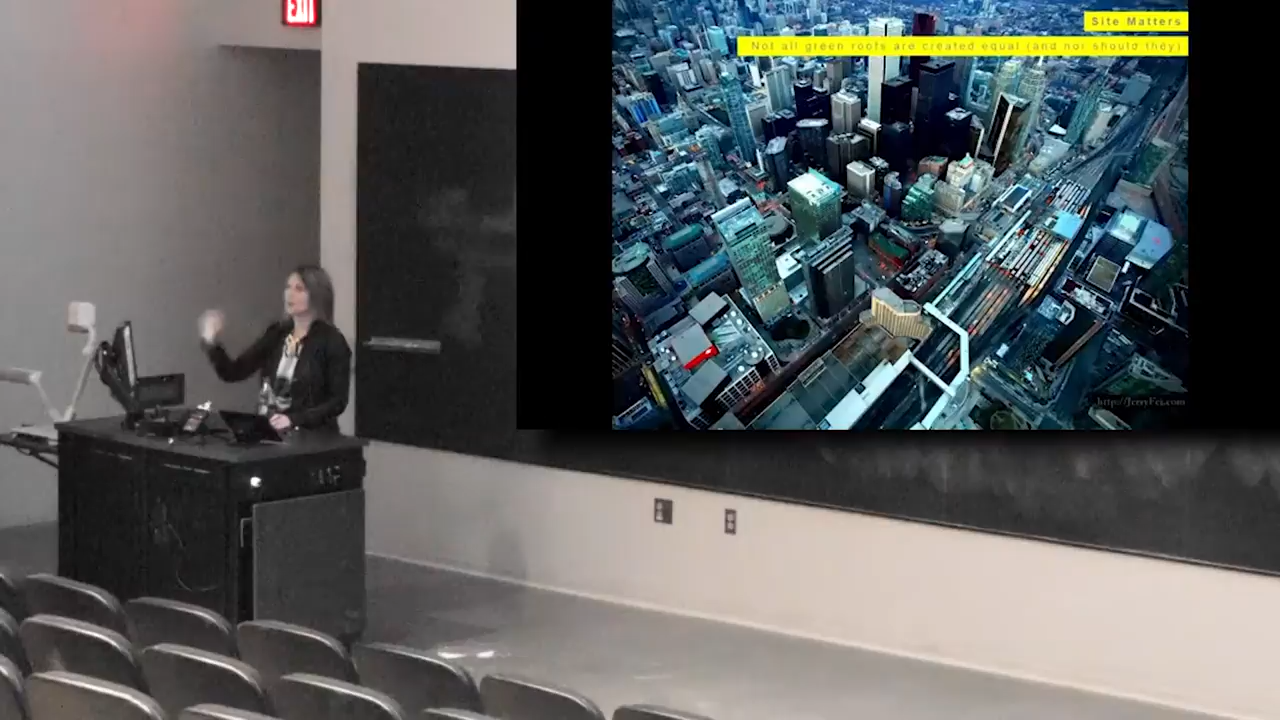 EXIT
Site Matters
Not all green roofs are created equal (and nor should they)
http://JerryFei.com